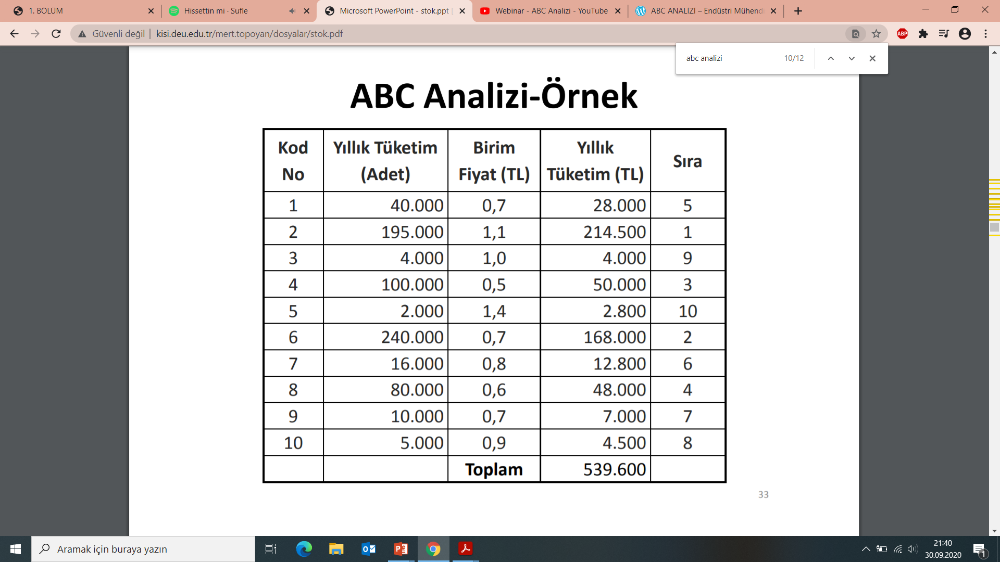 1. BÖLÜM
Hissettin mi · Sufle
Microsoft PowerPoint - stok.ppt [
Webinar - ABC Analizi - YouTube
ABC ANALİZİ – Endüstri Mühendi
Güvenli değil | kisi.deu.edu.tr/mert.topoyan/dosyalar/stok.pdf
ABP
abc analizi 10/12
ABC Analizi-Örnek
Kod No | Yıllık Tüketim (Adet) | Birim Fiyat (TL) | Yıllık Tüketim (TL) | Sıra
1 40.000 0,7 28.000 5
2 195.000 1,1 214.500 1
3 4.000 1,0 4.000 9
4 100.000 0,5 50.000 3
5 2.000 1,4 2.800 10
6 240.000 0,7 168.000 2
7 16.000 0,8 12.800 6
8 80.000 0,6 48.000 4
9 10.000 0,7 7.000 7
10 5.000 0,9 4.500 8
Toplam 539.600
33
Aramak için buraya yazın
21:40
30.09.2020
1